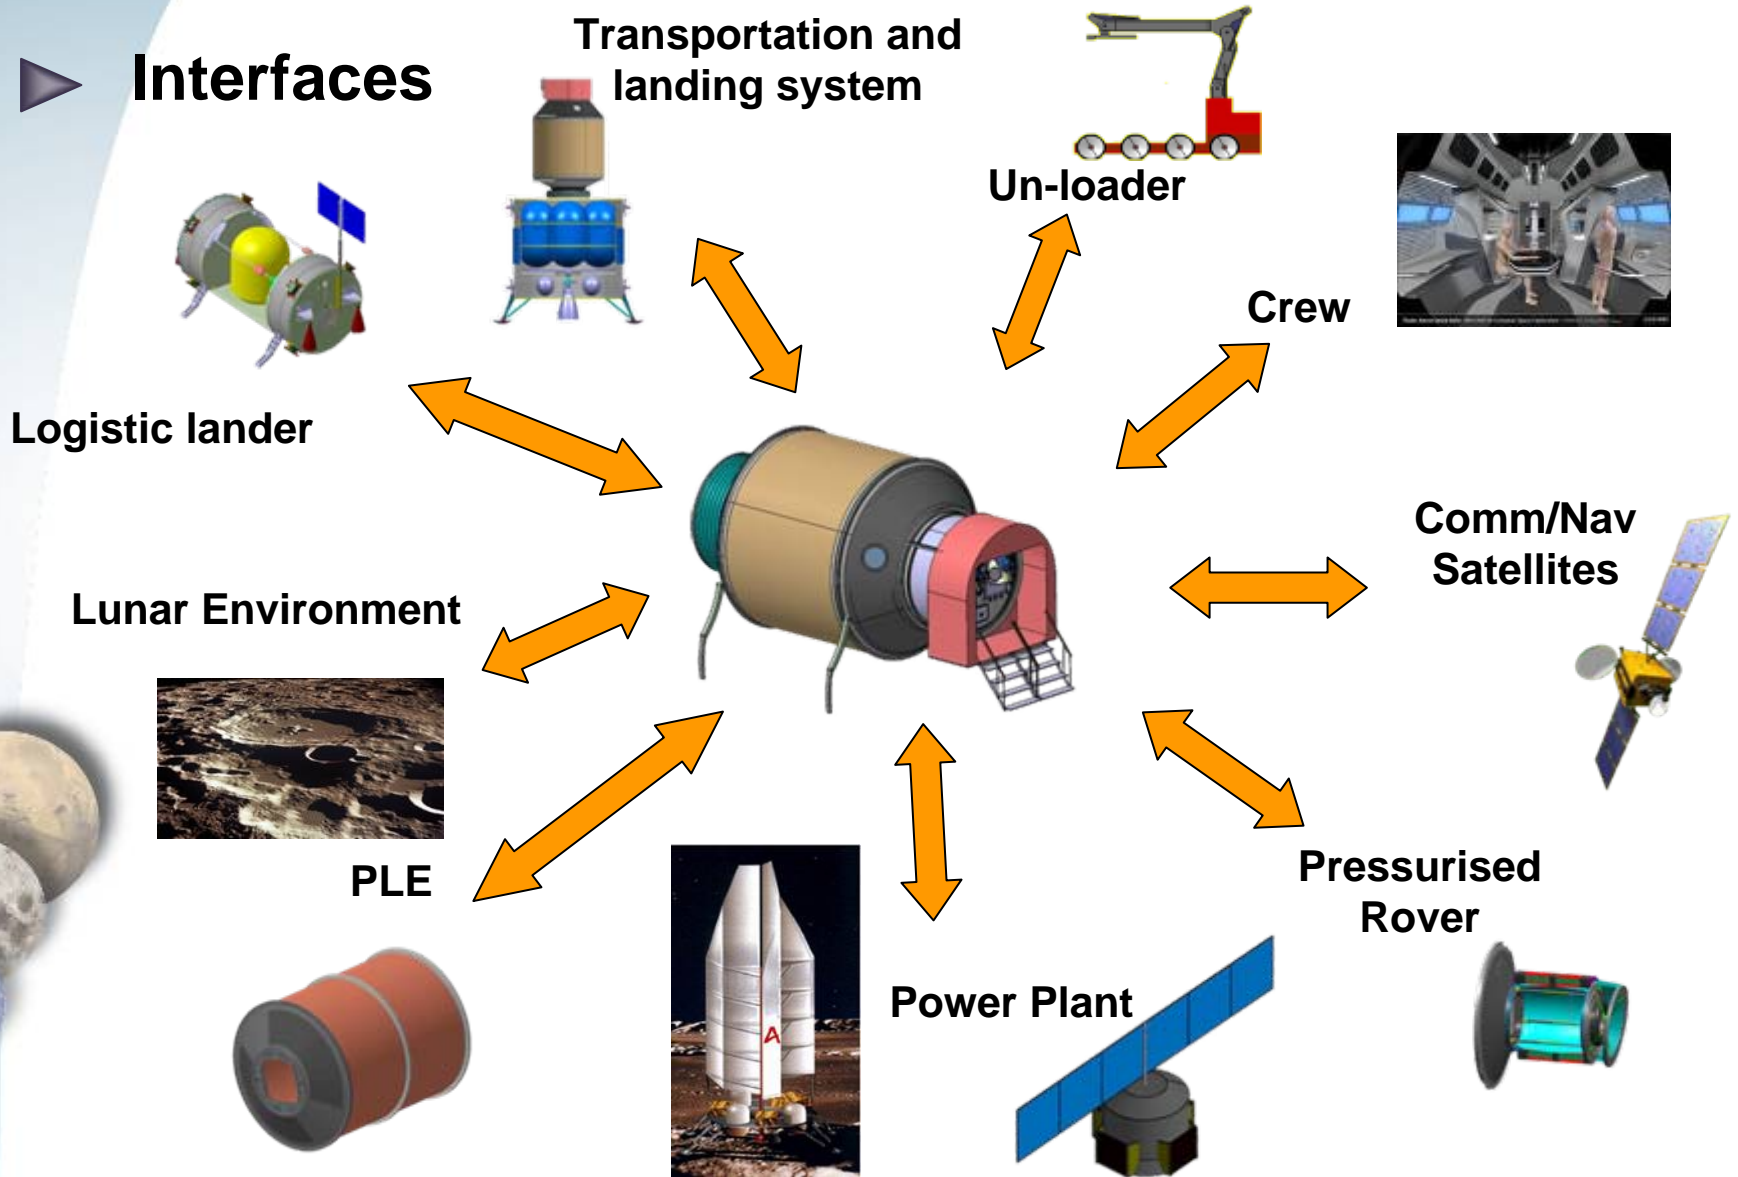 Interfaces
Transportation and
landing system
Un-loader
Crew
Logistic lander
Comm/Nav
Satellites
Lunar Environment
PLE
Pressurised
Rover
Power Plant